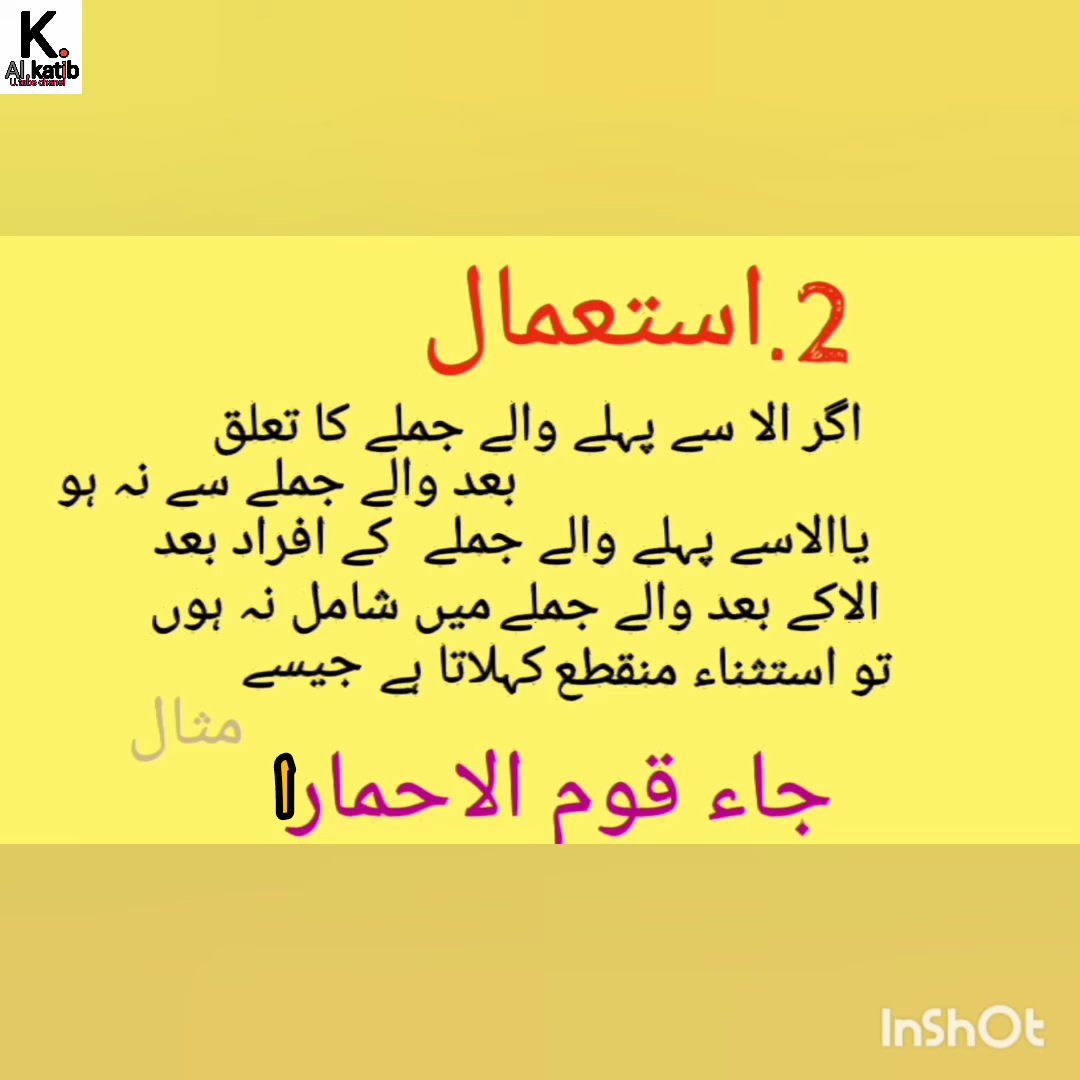 K.
Al.katib
U.tube chanel
2.استعمال
اگر الا سے پہلے والے جملے کا تعلق
بعد والے جملے سے نہ ہو
یاالاسے پہلے والے جملے کے افراد بعد
الاکے بعد والے جملے میں شامل نہ ہوں
تو استثناء منقطع کہلاتا ہے جیسے
مثال
جاء قوم الاحمارا
InShOt